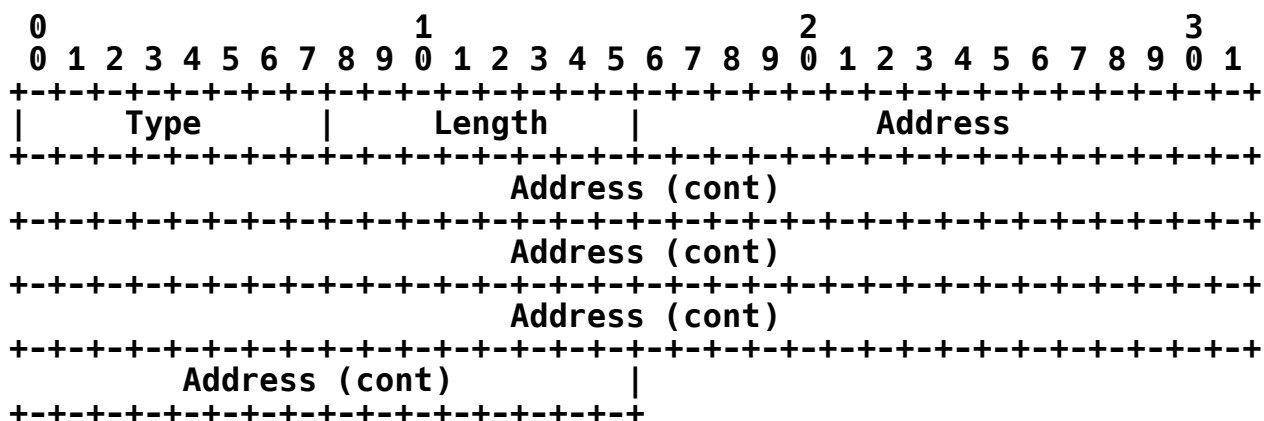 0                   1                   2                   3
 0 1 2 3 4 5 6 7 8 9 0 1 2 3 4 5 6 7 8 9 0 1 2 3 4 5 6 7 8 9 0 1
+-+-+-+-+-+-+-+-+-+-+-+-+-+-+-+-+-+-+-+-+-+-+-+-+-+-+-+-+-+-+-+-+
|     Type      |     Length    |            Address
+-+-+-+-+-+-+-+-+-+-+-+-+-+-+-+-+-+-+-+-+-+-+-+-+-+-+-+-+-+-+-+-+
                          Address (cont)
+-+-+-+-+-+-+-+-+-+-+-+-+-+-+-+-+-+-+-+-+-+-+-+-+-+-+-+-+-+-+-+-+
                          Address (cont)
+-+-+-+-+-+-+-+-+-+-+-+-+-+-+-+-+-+-+-+-+-+-+-+-+-+-+-+-+-+-+-+-+
                          Address (cont)
+-+-+-+-+-+-+-+-+-+-+-+-+-+-+-+-+-+-+-+-+-+-+-+-+-+-+-+-+-+-+-+-+
         Address (cont)         |
+-+-+-+-+-+-+-+-+-+-+-+-+-+-+-+-+